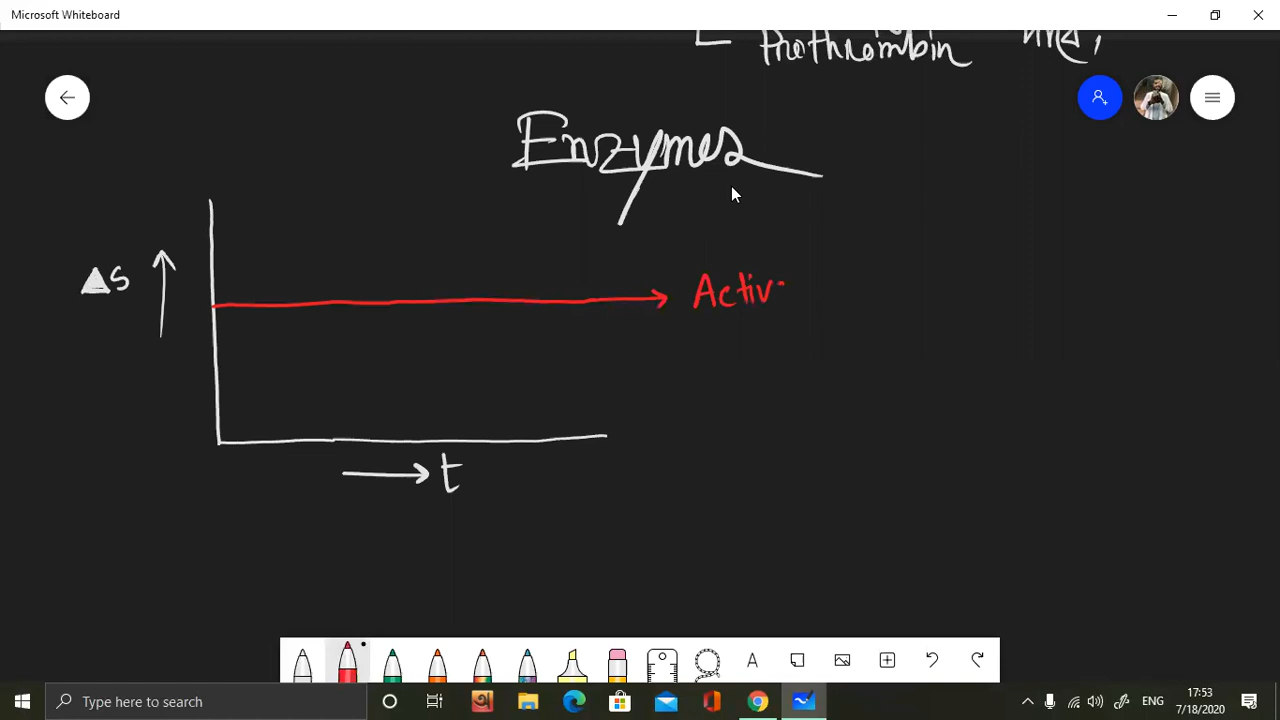 Microsoft Whiteboard
Prothrombin
Enzymes
ΔS
Activ
t
A
Type here to search
ENG
17:53
7/18/2020